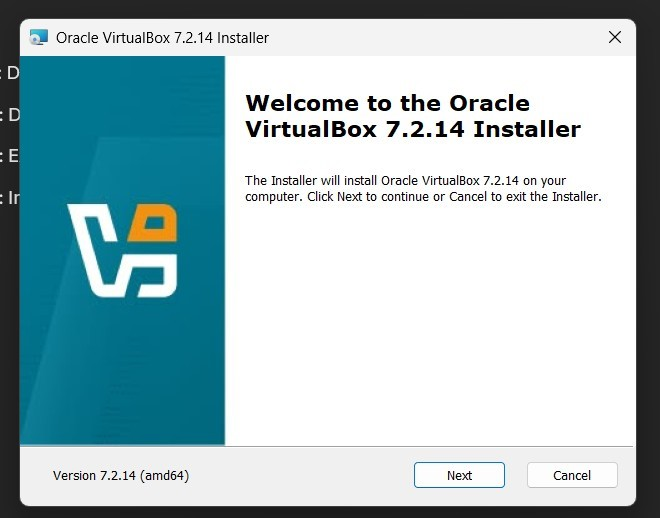 Oracle VirtualBox 7.2.14 Installer
: D
: D
: E
: In
Welcome to the Oracle
VirtualBox 7.2.14 Installer
The Installer will install Oracle VirtualBox 7.2.14 on your
computer. Click Next to continue or Cancel to exit the Installer.
Version 7.2.14 (amd64)
Next
Cancel